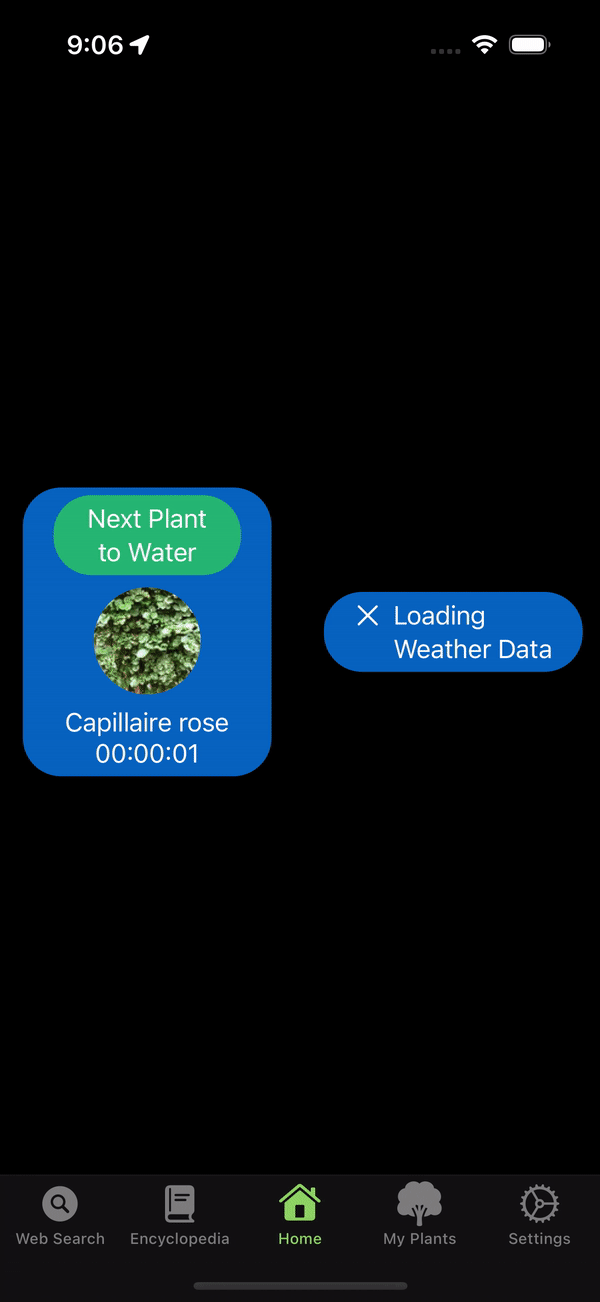 9:06
Next Plant
to Water
Capillaire rose
00:00:01
Loading
Weather Data
Web Search
Encyclopedia
Home
My Plants
Settings